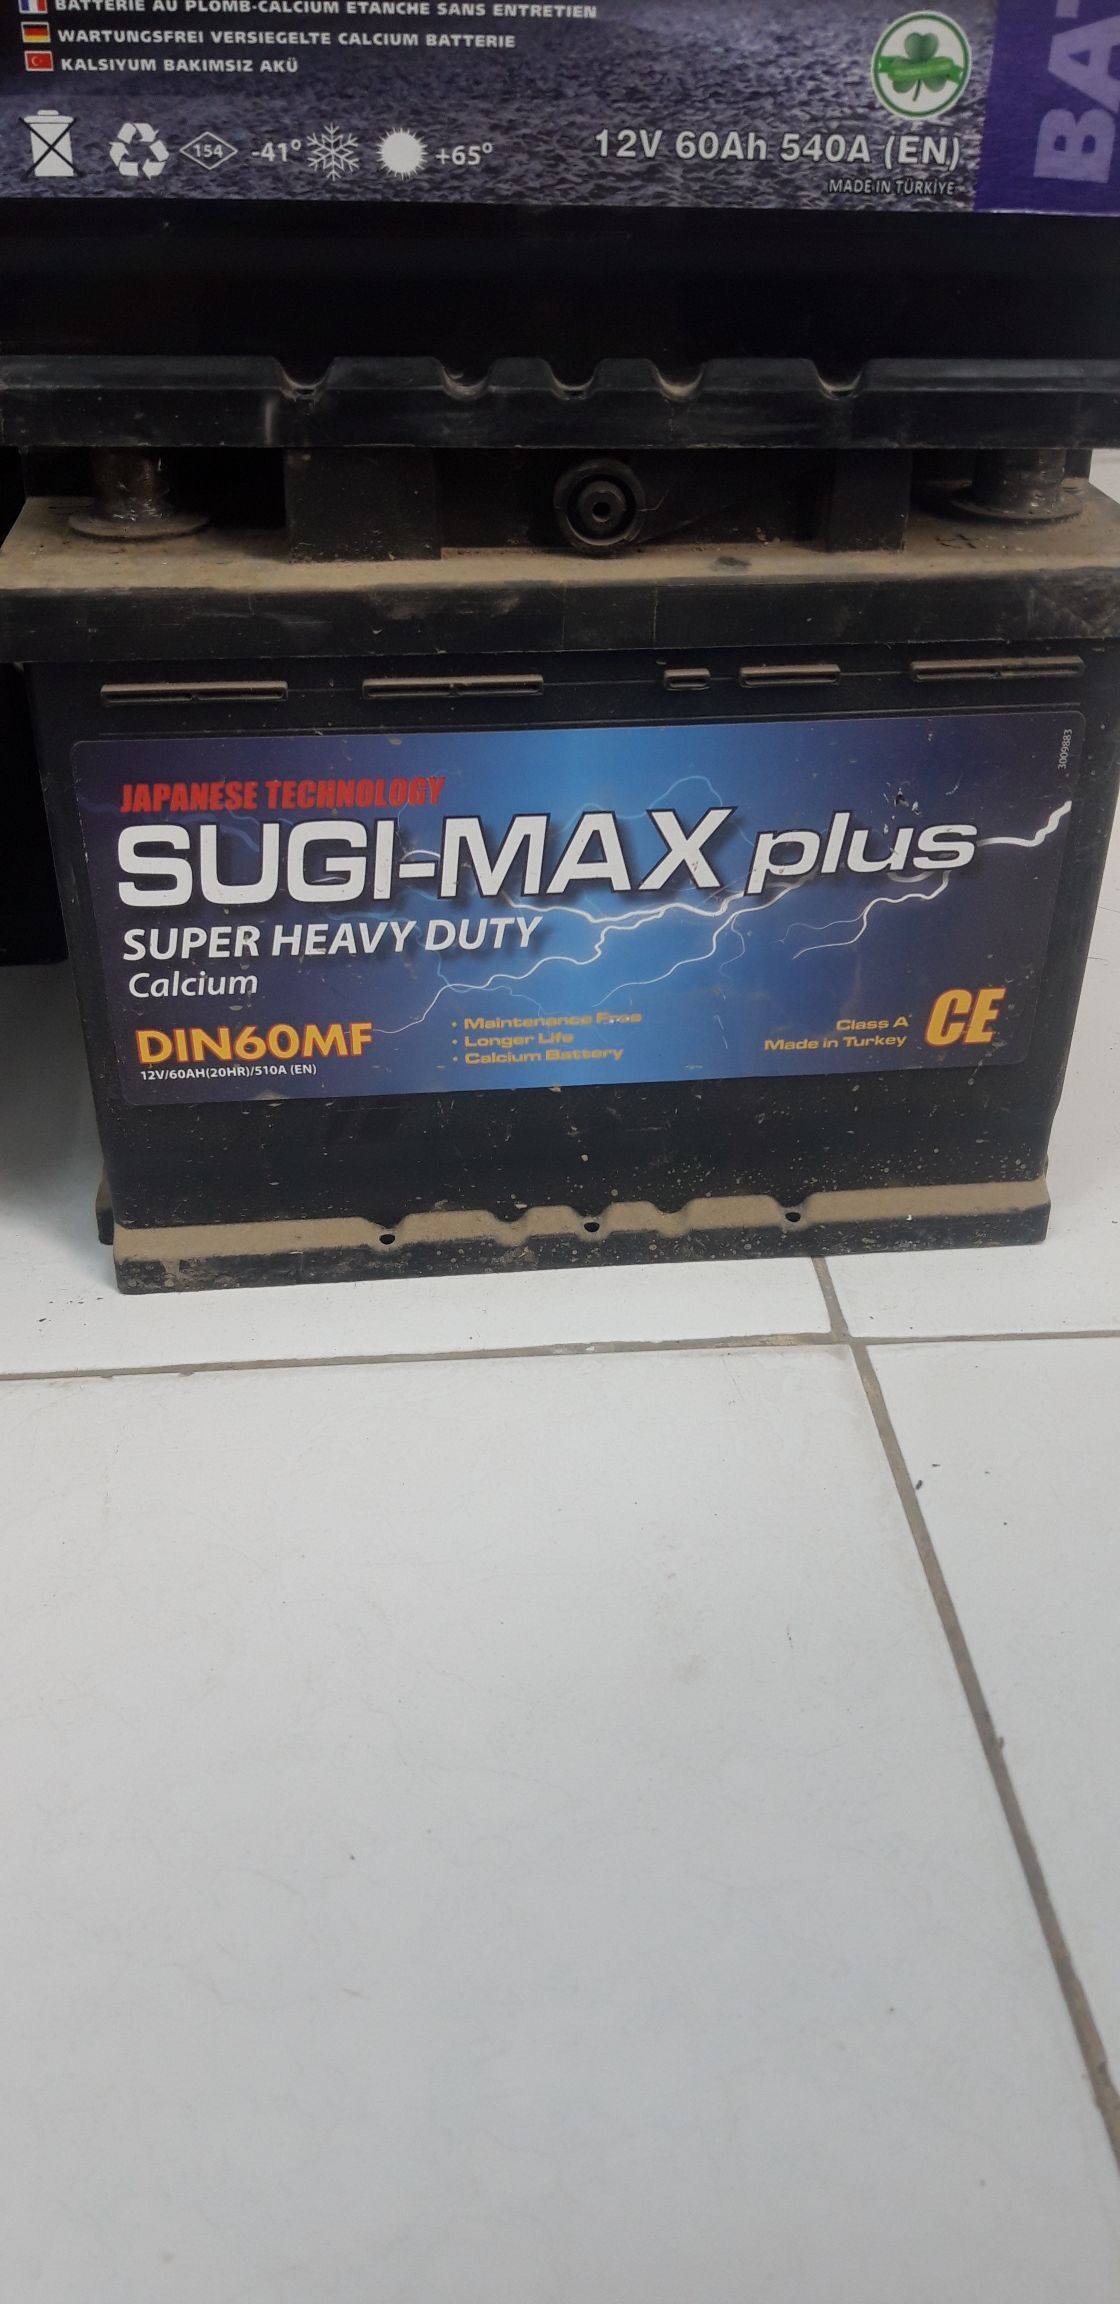 BATTERIE AU PLOMB-CALCIUM ETANCHE SANS ENTRETIEN
WARTUNGSFREI VERSIEGELTE CALCIUM BATTERIE
KALSIYUM BAKIMSIZ AKÜ
154
-41°
+65°
12V 60Ah 540A (EN)
MADE IN TÜRKİYE
3009883
JAPANESE TECHNOLOGY
SUGI-MAX plus
SUPER HEAVY DUTY
Calcium
DIN60MF
12V/60AH(20HR)/510A (EN)
• Maintenance Free
• Longer Life
• Calcium Battery
Class A
Made in Turkey
CE